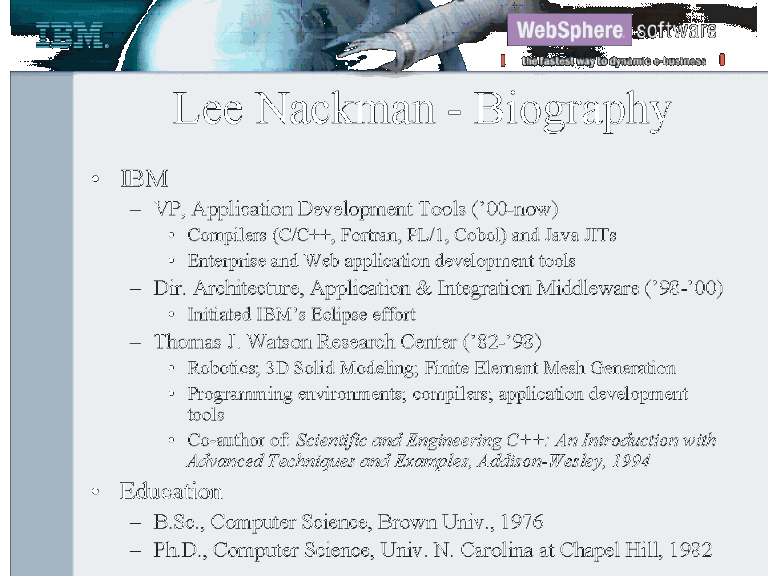 IBM.
WebSphere software
the fastest way to dynamic e-business
Lee Nackman - Biography
• IBM
– VP, Application Development Tools (’00-now)
• Compilers (C/C++, Fortran, PL/1, Cobol) and Java JITs
• Enterprise and Web application development tools
– Dir. Architecture, Application & Integration Middleware (’98-’00)
• Initiated IBM’s Eclipse effort
– Thomas J. Watson Research Center (’82-’98)
• Robotics; 3D Solid Modeling; Finite Element Mesh Generation
• Programming environments; compilers; application development
tools
• Co-author of: Scientific and Engineering C++: An Introduction with
Advanced Techniques and Examples, Addison-Wesley, 1994
• Education
– B.Sc., Computer Science, Brown Univ., 1976
– Ph.D., Computer Science, Univ. N. Carolina at Chapel Hill, 1982